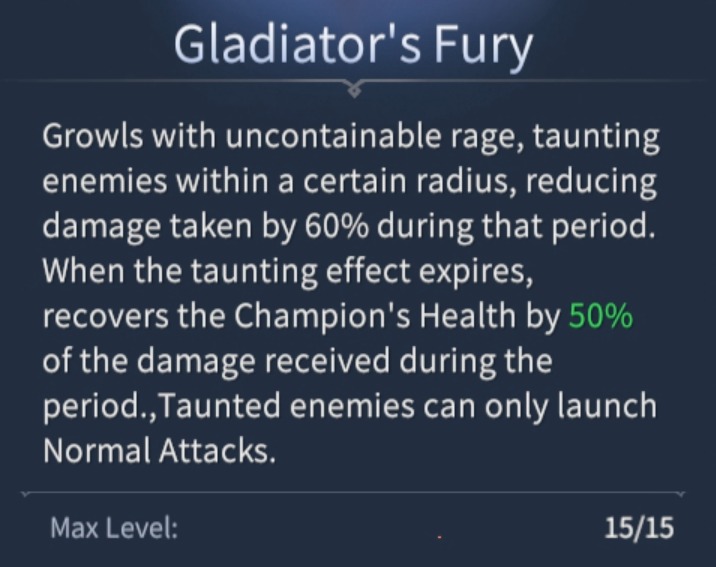 Gladiator's Fury
Growls with uncontainable rage, taunting
enemies within a certain radius, reducing
damage taken by 60% during that period.
When the taunting effect expires,
recovers the Champion's Health by 50%
of the damage received during the
period.,Taunted enemies can only launch
Normal Attacks.
Max Level: 15/15